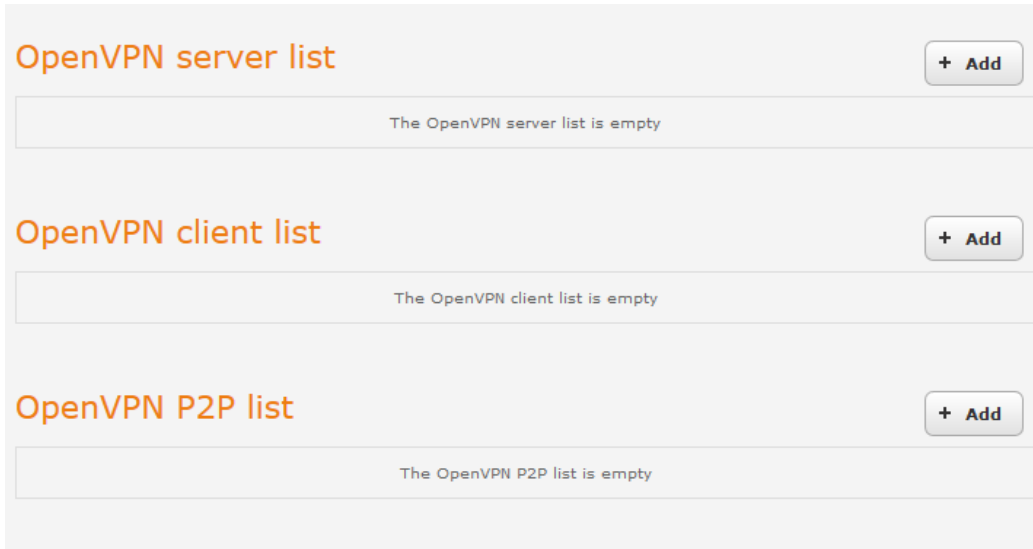 OpenVPN server list
+ Add
The OpenVPN server list is empty
OpenVPN client list
+ Add
The OpenVPN client list is empty
OpenVPN P2P list
+ Add
The OpenVPN P2P list is empty